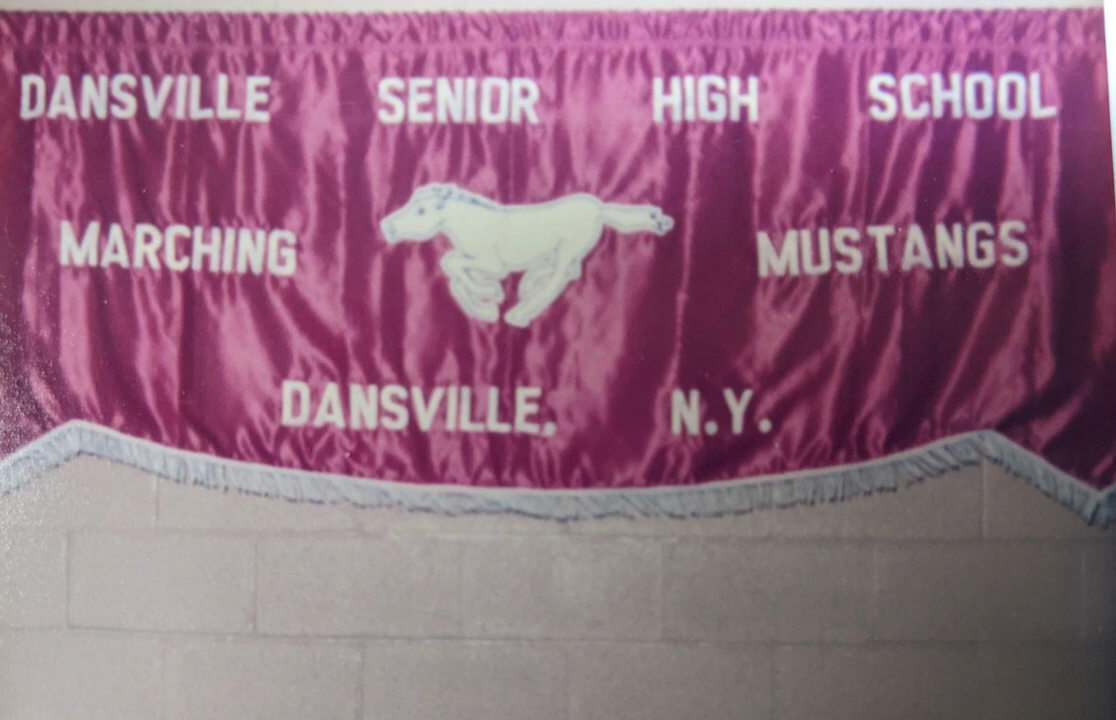 DANSVILLE SENIOR HIGH SCHOOL
MARCHING MUSTANGS
DANSVILLE, N.Y.